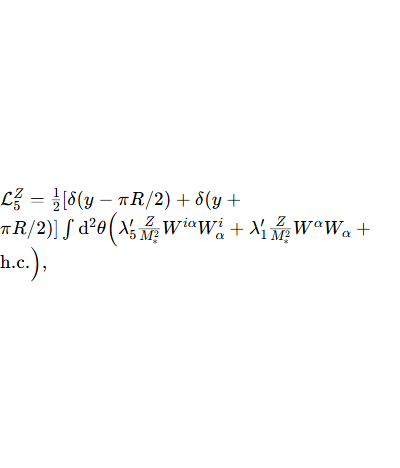 $\mathcal{L}_5^Z = \frac{1}{2}[\delta(y - \pi R/2) + \delta(y +$
$\pi R/2)] \int \mathrm{d}^2\theta \Big( \lambda_5' \frac{Z}{M_*^2} W^{i\alpha} W_\alpha^i + \lambda_1' \frac{Z}{M_*^2} W^\alpha W_\alpha +$
$\mathrm{h.c.} \Big),$